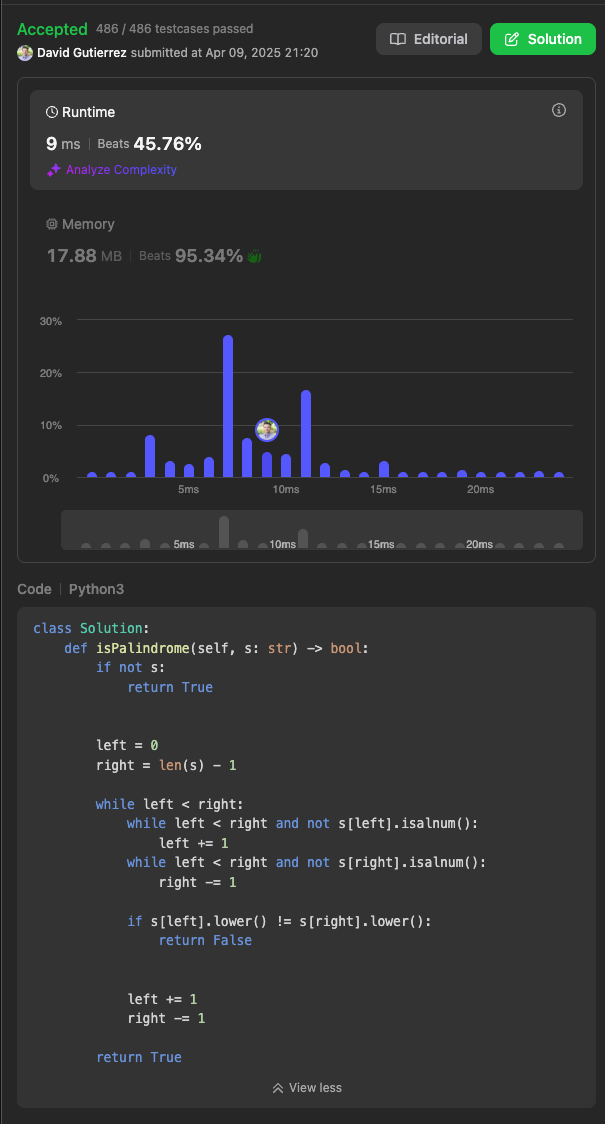 Accepted 486 / 486 testcases passed
David Gutierrez submitted at Apr 09, 2025 21:20
Editorial
Solution
Runtime
9 ms | Beats 45.76%
Analyze Complexity
Memory
17.88 MB | Beats 95.34%
30%
20%
10%
0%
5ms 10ms 15ms 20ms
5ms 10ms 15ms 20ms
Code | Python3
class Solution:
    def isPalindrome(self, s: str) -> bool:
        if not s:
            return True
        left = 0
        right = len(s) - 1
        while left < right:
            while left < right and not s[left].isalnum():
                left += 1
            while left < right and not s[right].isalnum():
                right -= 1
            if s[left].lower() != s[right].lower():
                return False
            left += 1
            right -= 1
        return True
View less